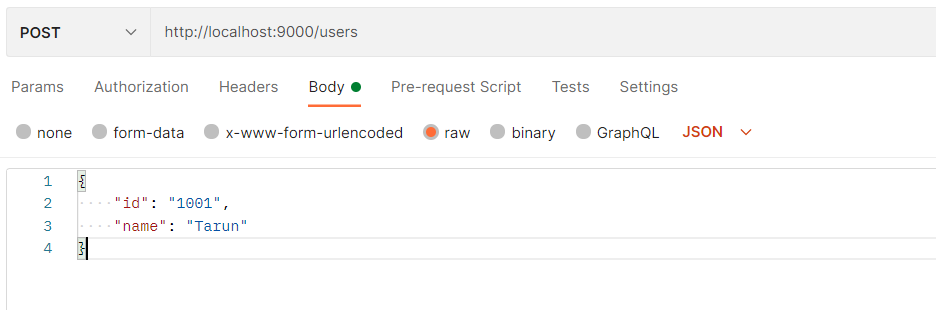 POST http://localhost:9000/users
Params Authorization Headers Body Pre-request Script Tests Settings
none form-data x-www-form-urlencoded raw binary GraphQL JSON
1 {
2 "id": "1001",
3 "name": "Tarun"
4 }